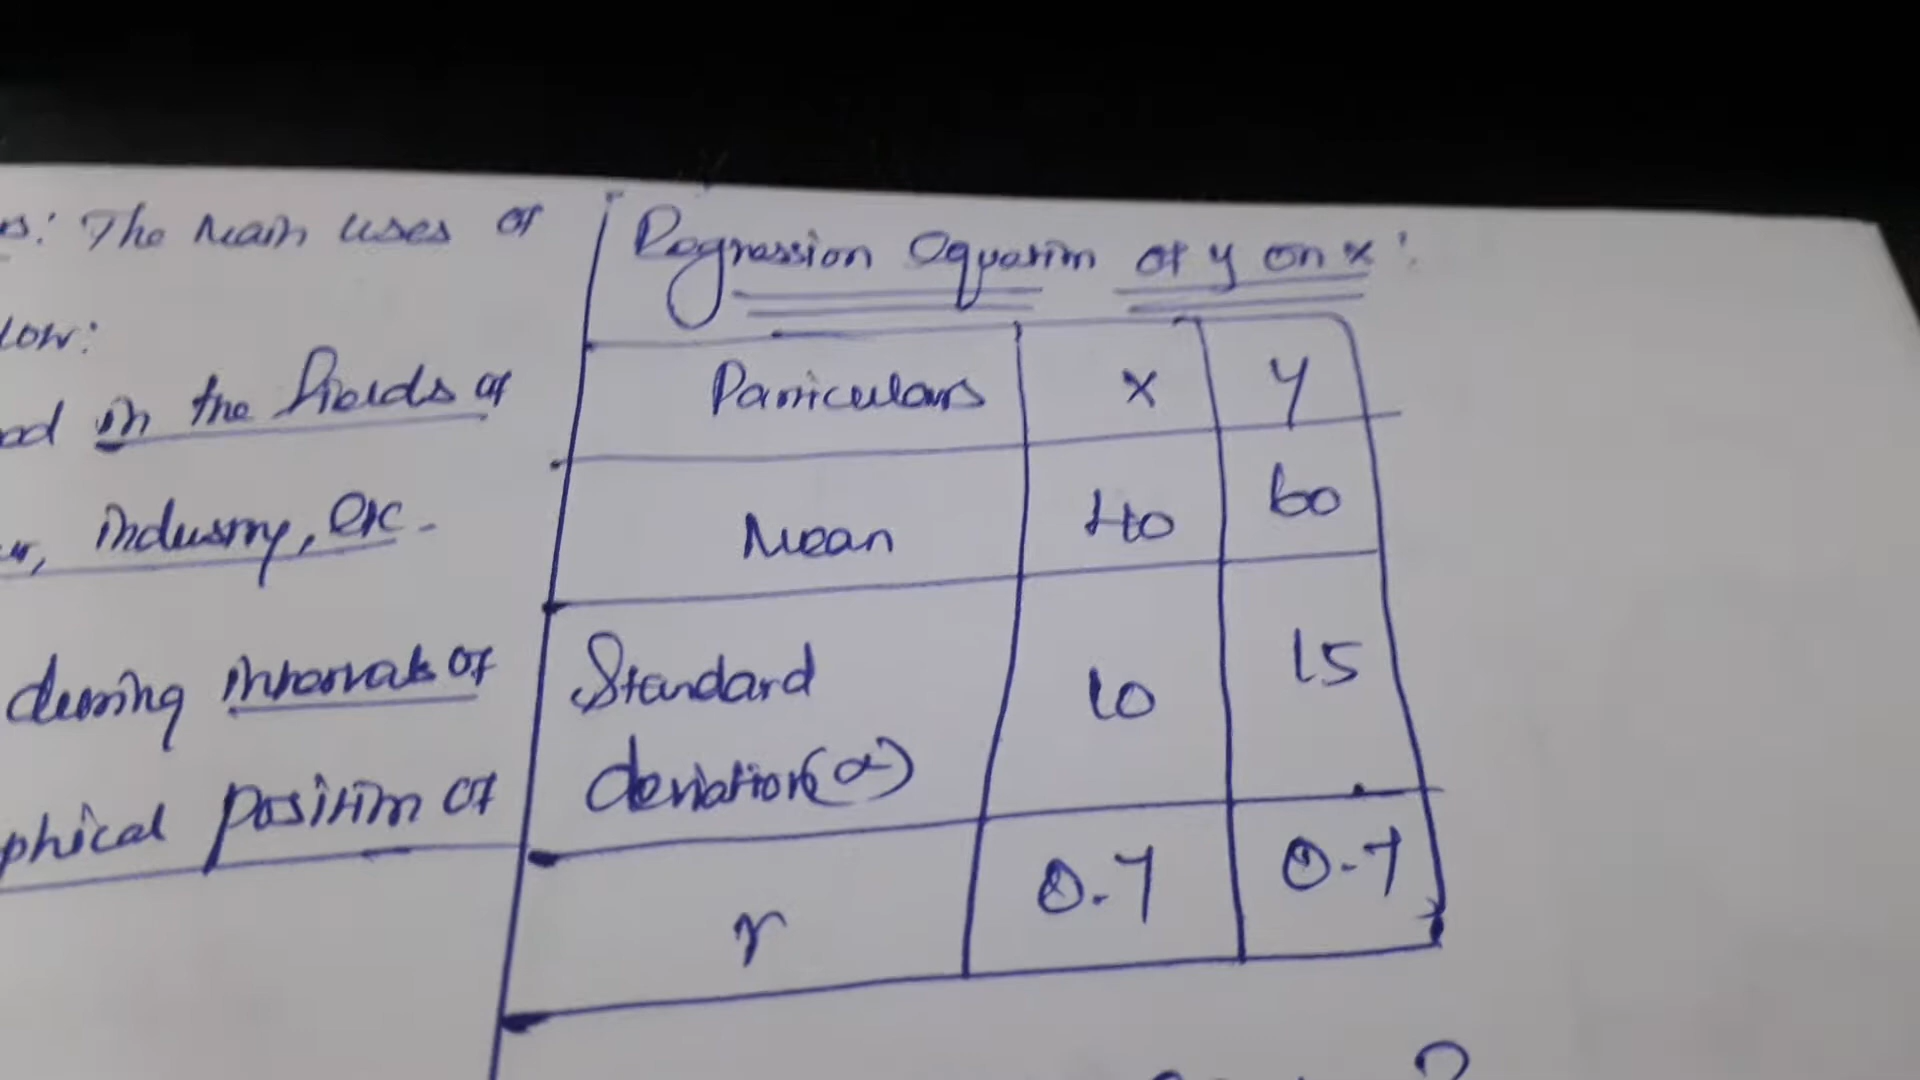 : The main uses of
low:
in the fields of
industry, etc.
during intervals of
phical position of
Regression Equation of y on x:
Particulars x y
Mean 40 60
Standard deviation(α) 10 15
r 0.7 0.7